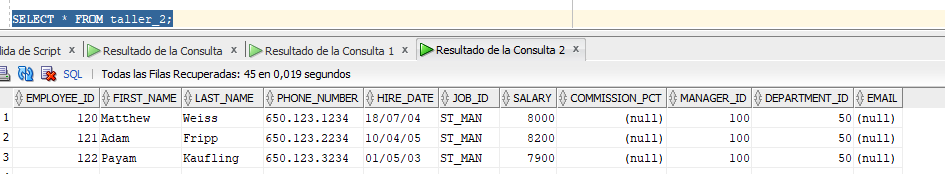 SELECT * FROM taller_2;
lida de Script x Resultado de la Consulta x Resultado de la Consulta 1 x Resultado de la Consulta 2 x
SQL | Todas las Filas Recuperadas: 45 en 0,019 segundos
EMPLOYEE_ID FIRST_NAME LAST_NAME PHONE_NUMBER HIRE_DATE JOB_ID SALARY COMMISSION_PCT MANAGER_ID DEPARTMENT_ID EMAIL
1 120 Matthew Weiss 650.123.1234 18/07/04 ST_MAN 8000 (null) 100 50 (null)
2 121 Adam Fripp 650.123.2234 10/04/05 ST_MAN 8200 (null) 100 50 (null)
3 122 Payam Kaufling 650.123.3234 01/05/03 ST_MAN 7900 (null) 100 50 (null)